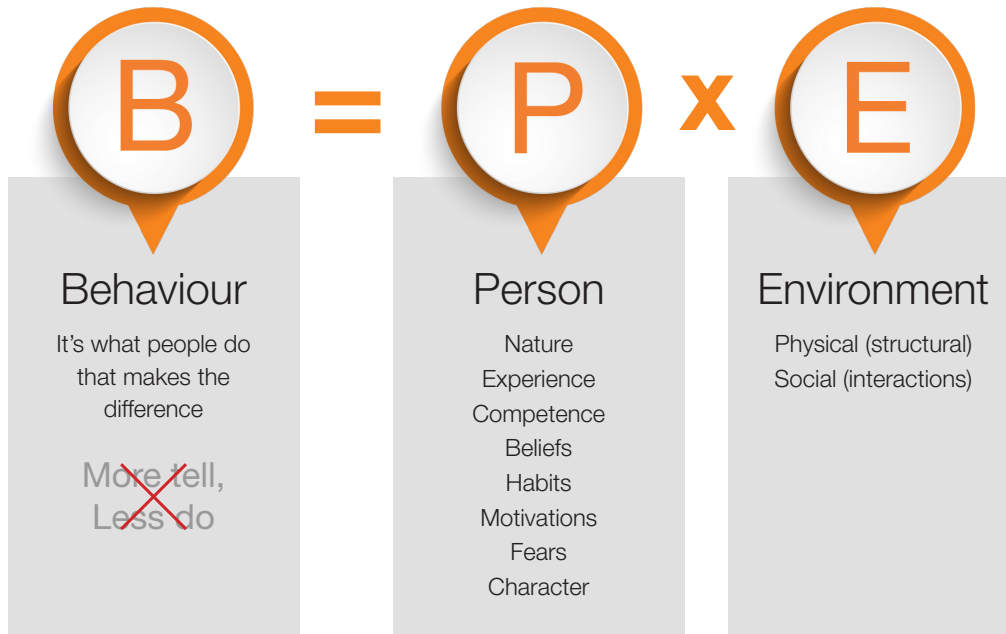 B = P x E
Behaviour
It’s what people do
that makes the
difference
More tell,
Less do
Person
Nature
Experience
Competence
Beliefs
Habits
Motivations
Fears
Character
Environment
Physical (structural)
Social (interactions)